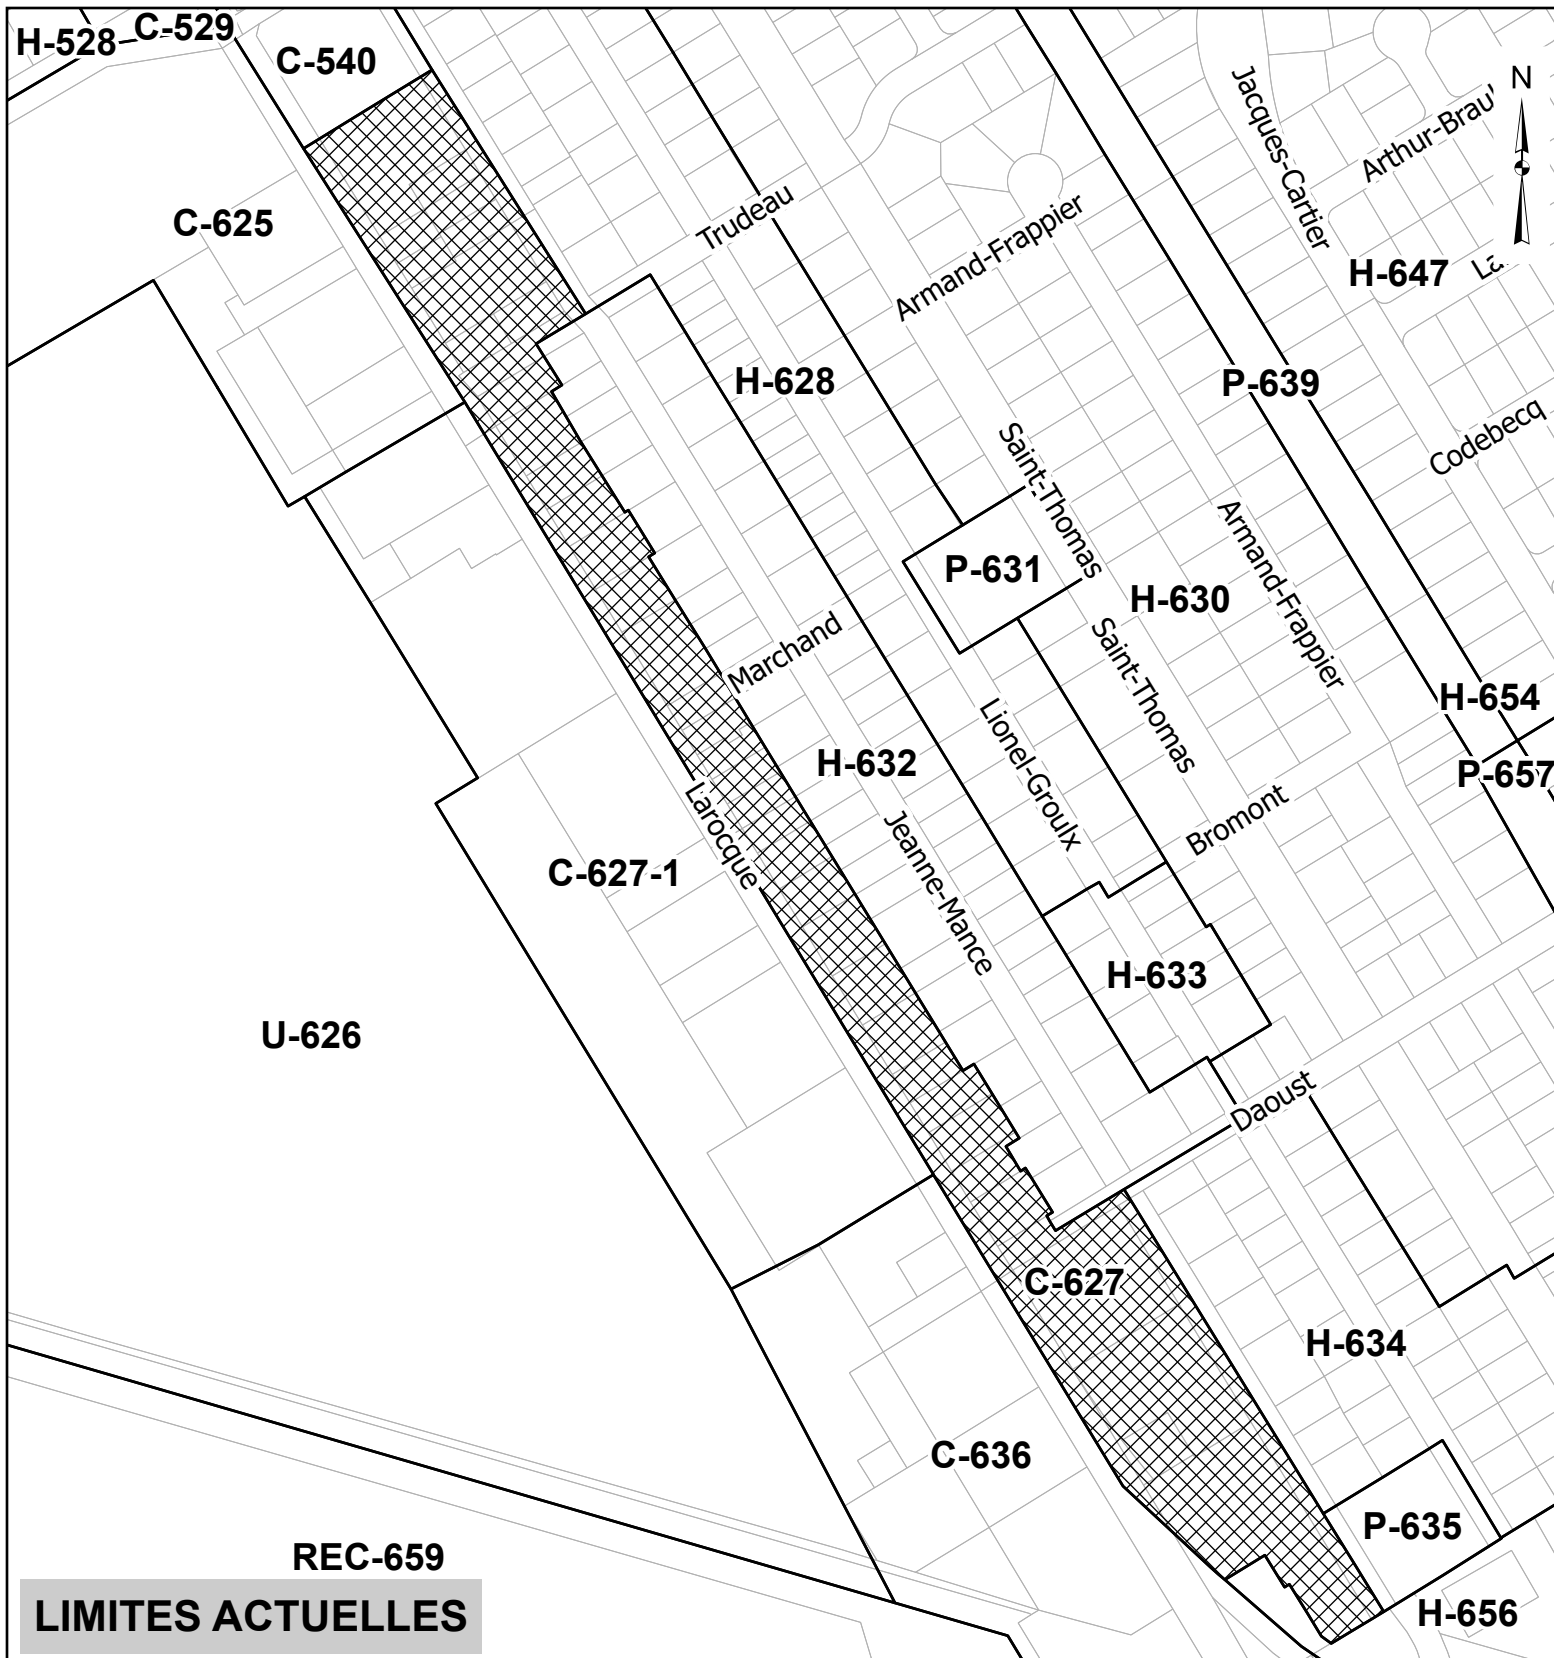 H-528
C-529
C-540
N
Jacques-Cartier
C-625
Trudeau
Armand-Frappier
H-647
H-628
P-639
Codebecq
Saint-Thomas
P-631
H-630
Armand-Frappier
Marchand
Saint-Thomas
H-654
Lionel-Groulx
H-632
P-657
Larocque
Bromont
Jeanne-Mance
C-627-1
H-633
U-626
Daoust
C-627
H-634
C-636
P-635
REC-659
H-656
LIMITES ACTUELLES